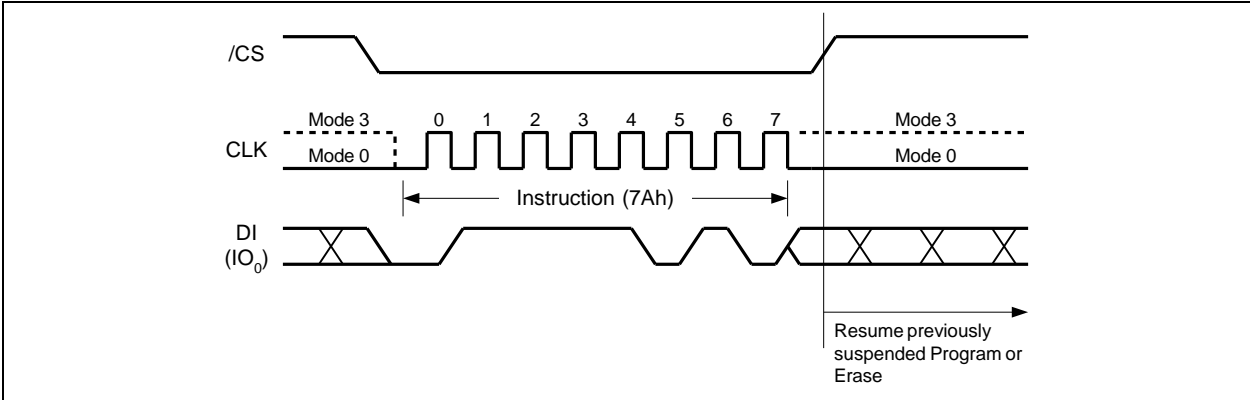 /CS
Mode 3 0 1 2 3 4 5 6 7 Mode 3
CLK
Mode 0 Mode 0
Instruction (7Ah)
DI
(IO₀)
Resume previously
suspended Program or
Erase